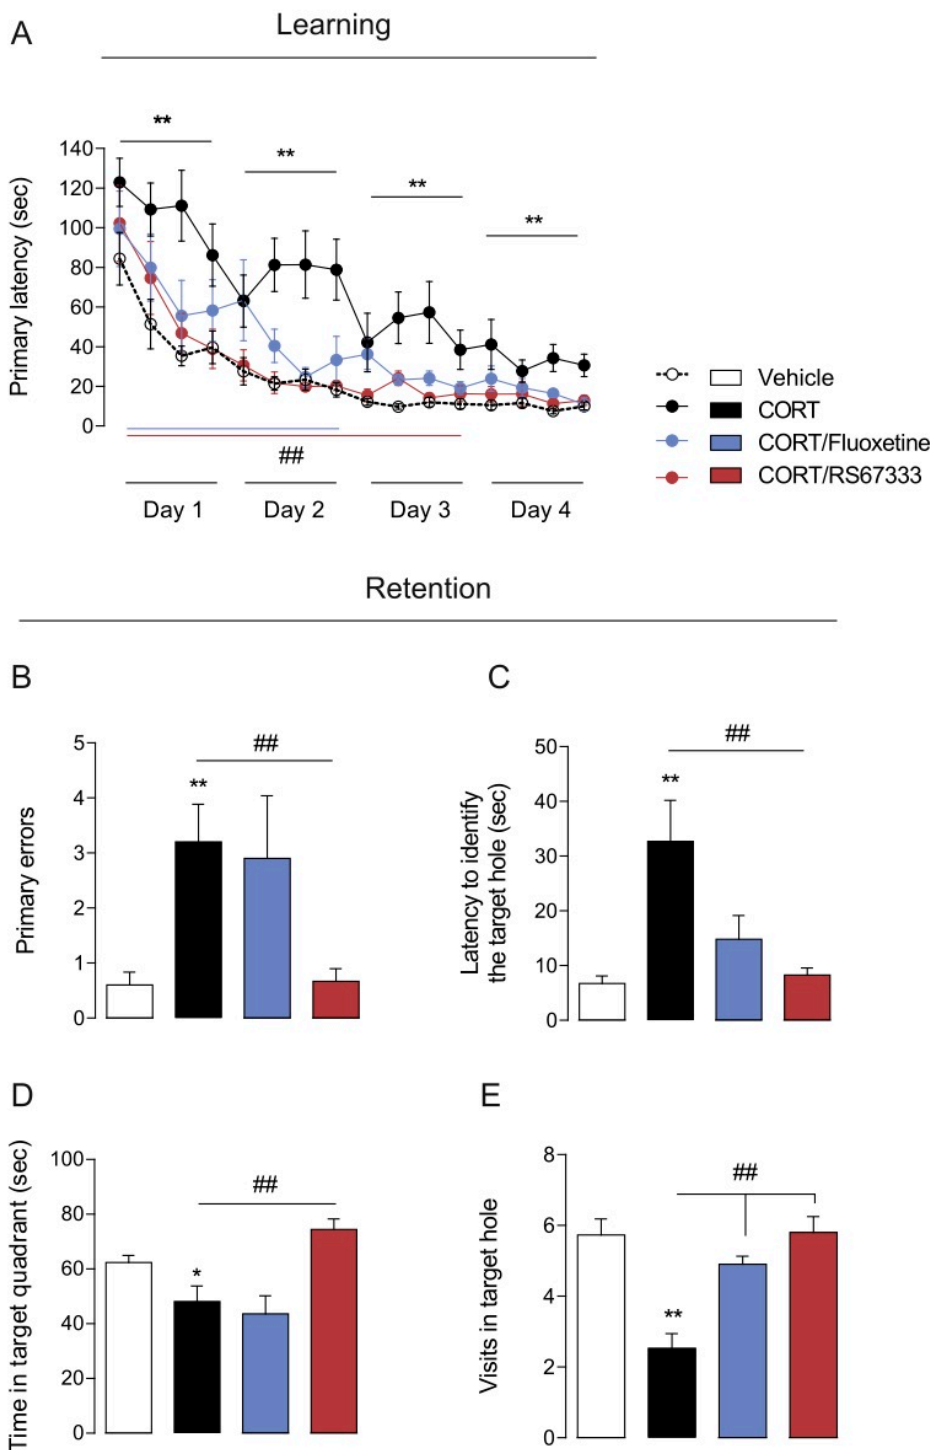 Learning
A
Primary latency (sec)
140
120
100
80
60
40
20
0
**
**
**
**
##
Day 1
Day 2
Day 3
Day 4
Vehicle
CORT
CORT/Fluoxetine
CORT/RS67333
Retention
B
Primary errors
5
4
3
2
1
0
**
##
C
Latency to identify
the target hole (sec)
50
40
30
20
10
0
**
##
D
Time in target quadrant (sec)
100
80
60
40
20
0
*
##
E
Visits in target hole
8
6
4
2
0
**
##